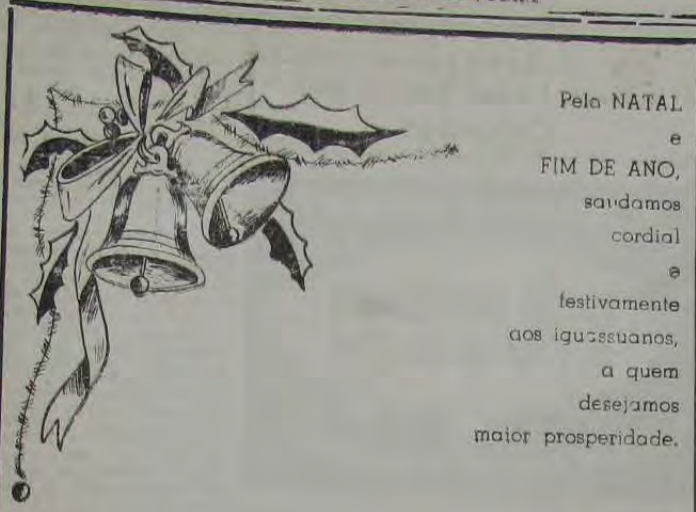 Pelo NATAL
e
FIM DE ANO,
saudamos
cordial
e
festivamente
aos iguassuanos,
a quem
desejamos
maior prosperidade.